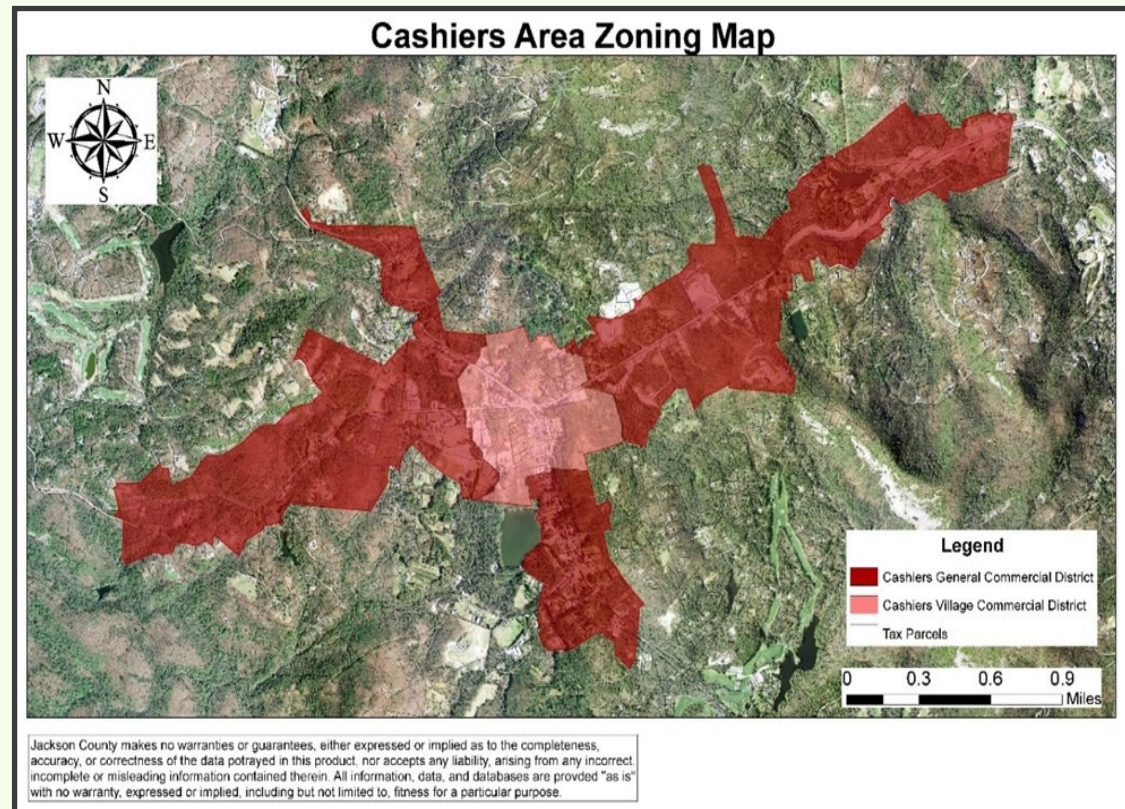 Cashiers Area Zoning Map
N
W E
S
Legend
Cashiers General Commercial District
Cashiers Village Commercial District
Tax Parcels
0 0.3 0.6 0.9
Miles
Jackson County makes no warranties or guarantees, either expressed or implied as to the completeness,
accuracy, or correctness of the data potrayed in this product, nor accepts any liability, arising from any incorrect,
incomplete or misleading information contained therein. All information, data, and databases are provded "as is"
with no warranty, expressed or implied, including but not limited to, fitness for a particular purpose.